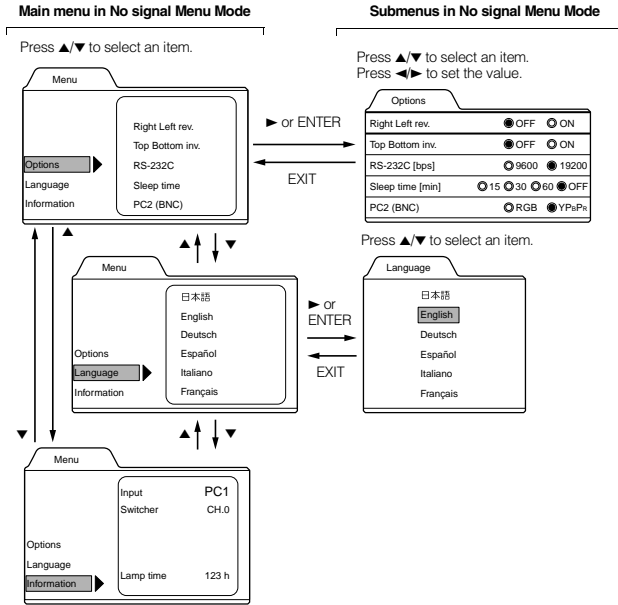 Main menu in No signal Menu Mode
Submenus in No signal Menu Mode
Press ▲/▼ to select an item.
Menu
Right Left rev.
Top Bottom inv.
Options
RS-232C
Language
Sleep time
Information
PC2 (BNC)
► or ENTER
EXIT
Press ▲/▼ to select an item.
Press ◄/► to set the value.
Options
Right Left rev. OFF ON
Top Bottom inv. OFF ON
RS-232C [bps] 9600 19200
Sleep time [min] 15 30 60 OFF
PC2 (BNC) RGB YPBPR
▲
▲ ▼
Menu
日本語
English
Deutsch
Options
Español
Language
Italiano
Information
Français
► or
ENTER
EXIT
Press ▲/▼ to select an item.
Language
日本語
English
Deutsch
Español
Italiano
Français
▼
▲ ▼
Menu
Input PC1
Switcher CH.0
Options
Language
Information
Lamp time 123 h